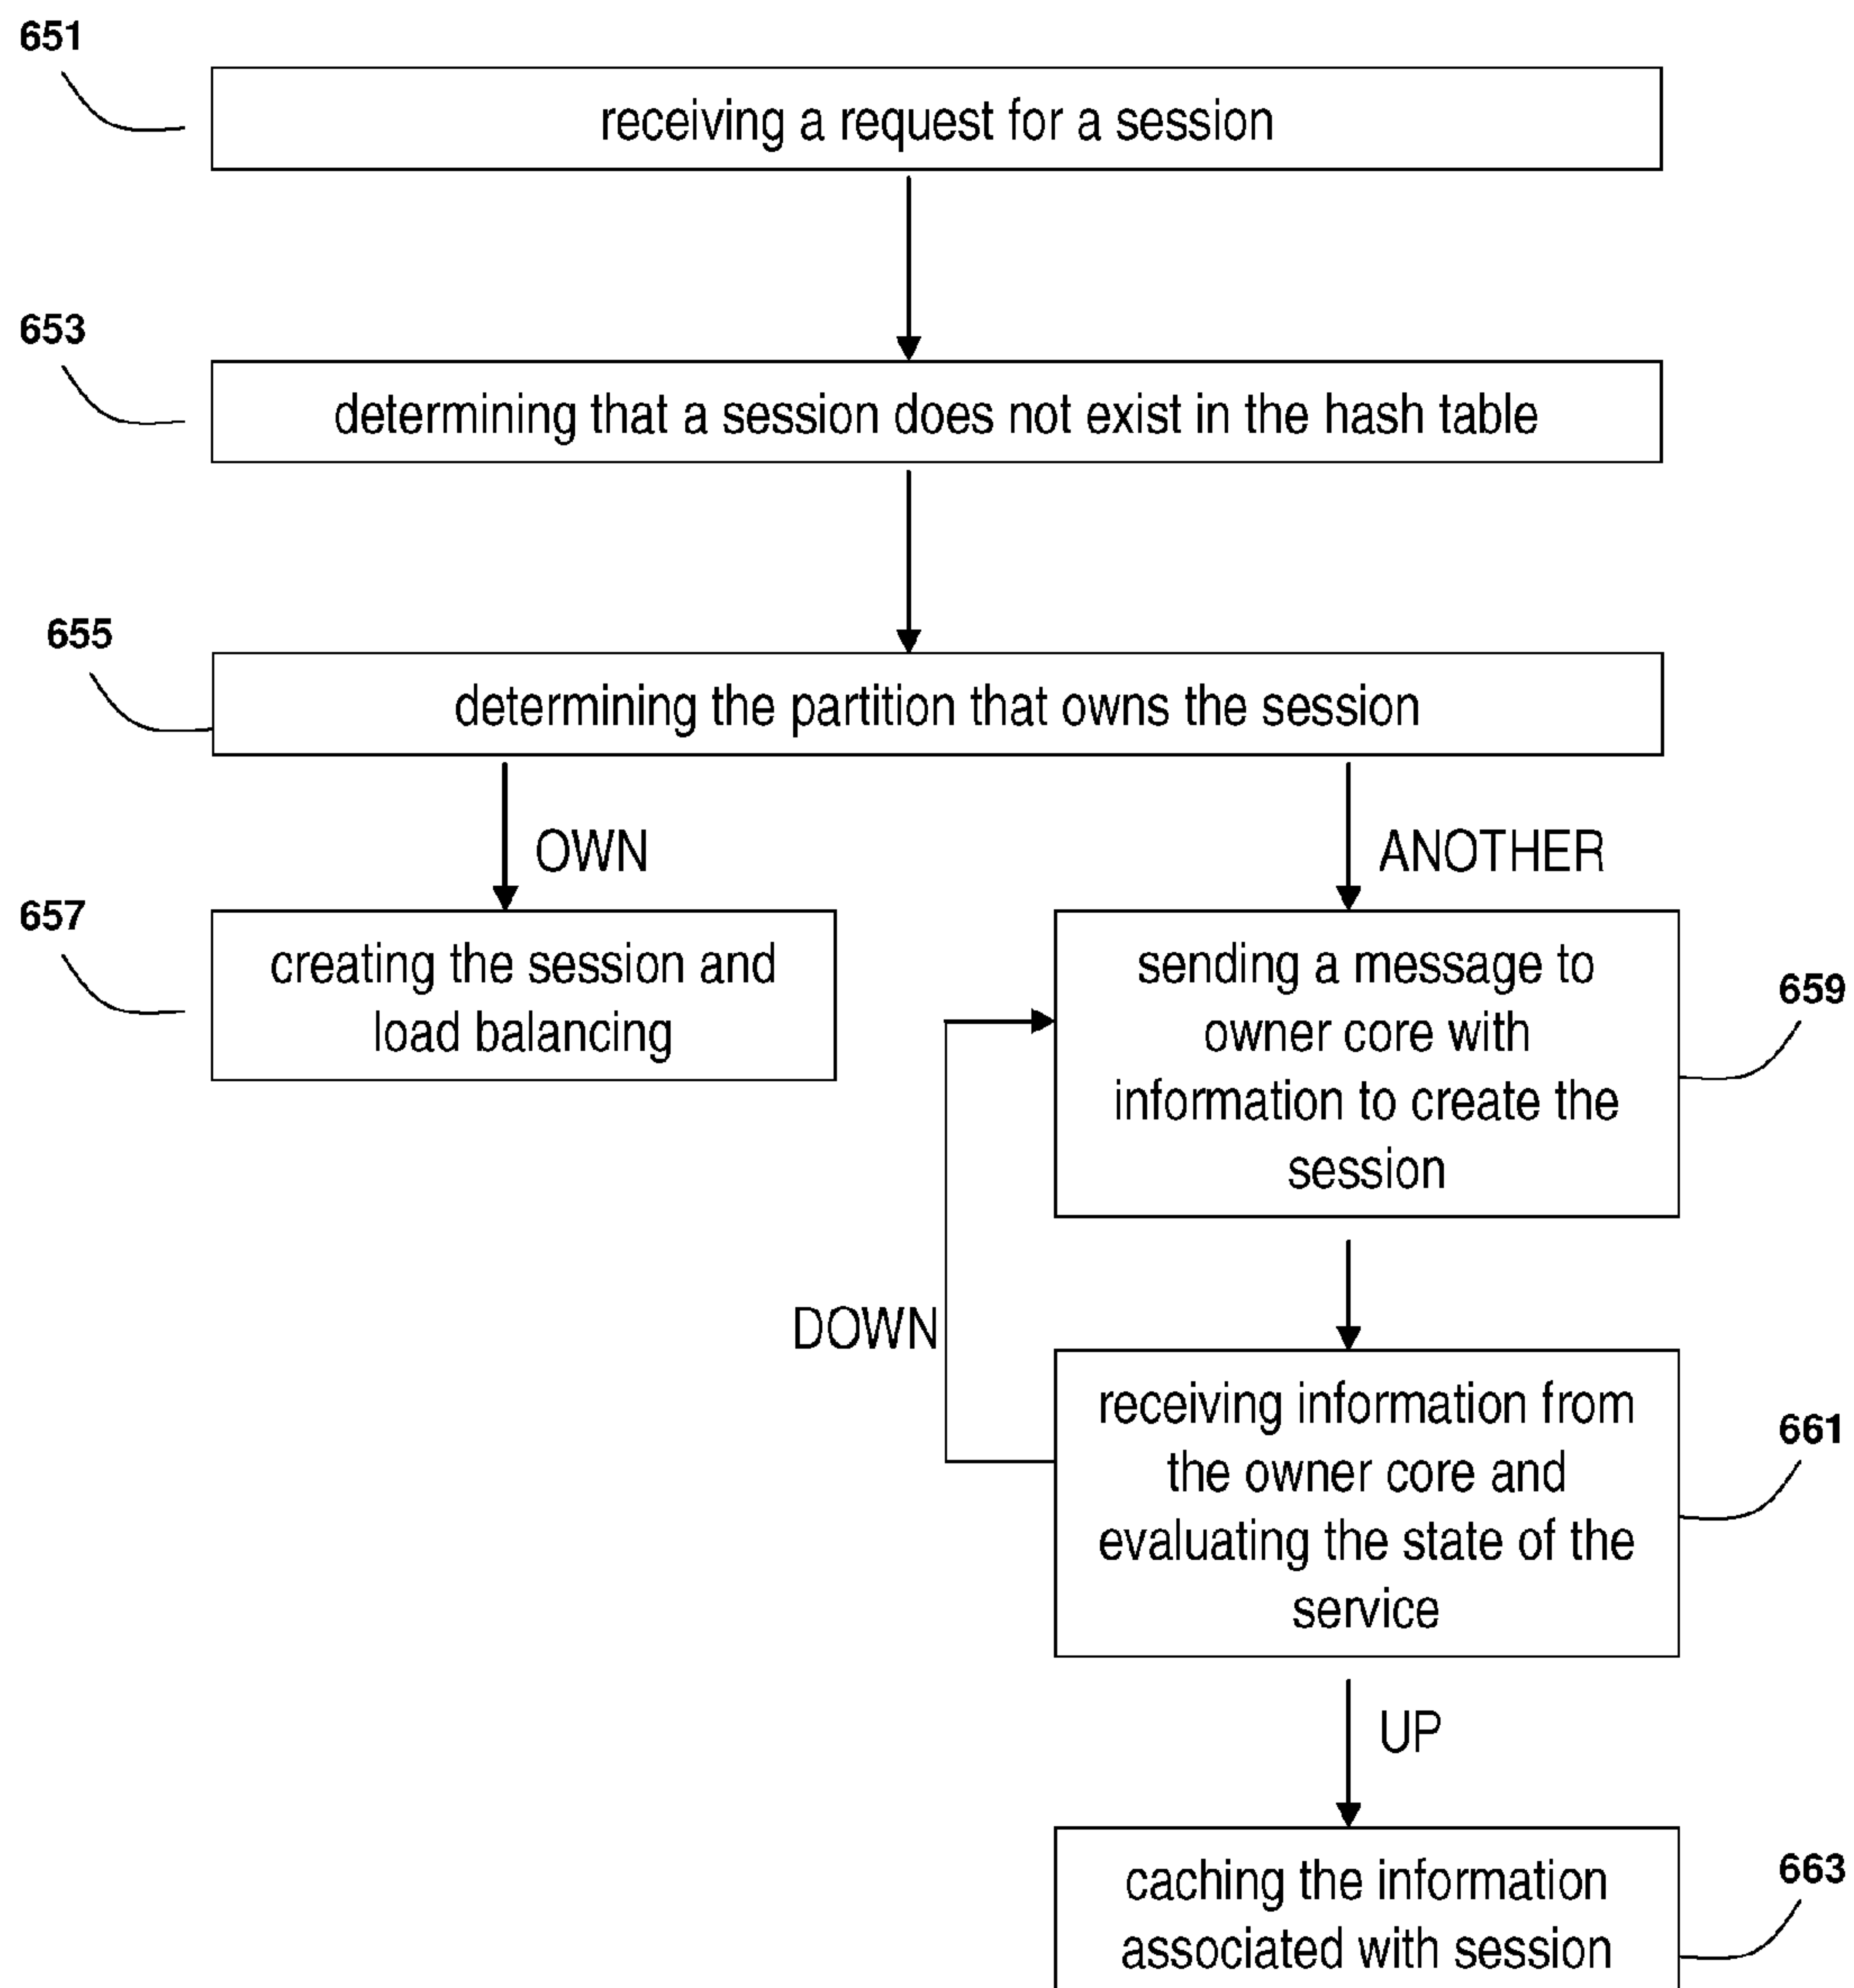 651
receiving a request for a session
653
determining that a session does not exist in the hash table
655
determining the partition that owns the session
OWN
ANOTHER
657
creating the session and
load balancing
sending a message to
owner core with
information to create the
session
659
DOWN
receiving information from
the owner core and
evaluating the state of the
service
661
UP
caching the information
associated with session
663